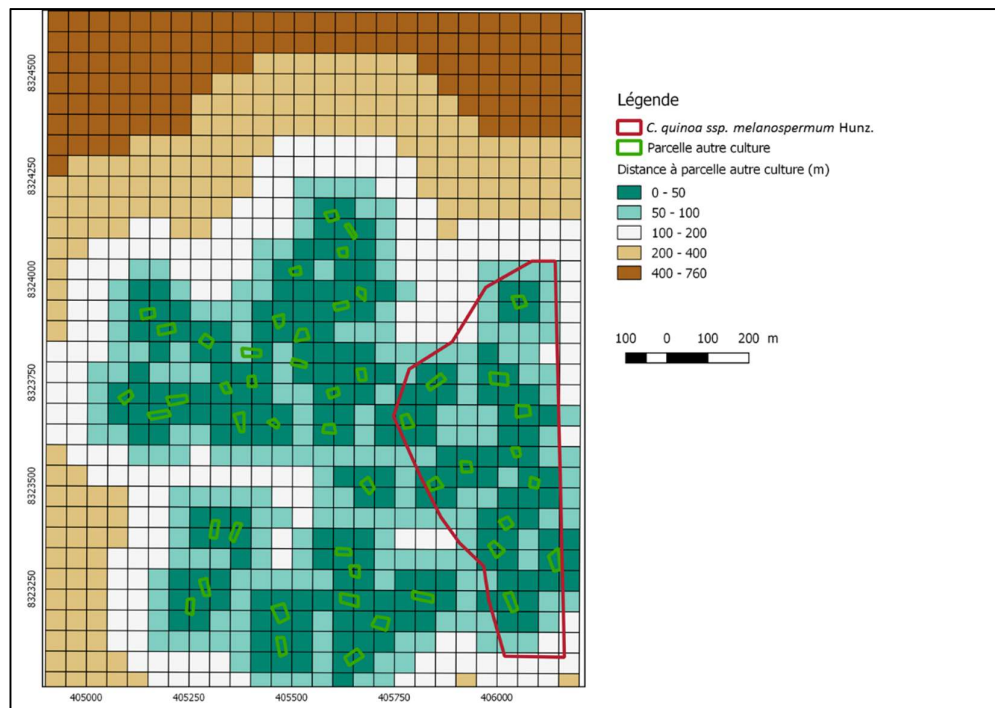 8324500
8324250
8324000
8323750
8323500
8323250
405000
405250
405500
405750
406000
Légende
C. quinoa ssp. melanospermum Hunz.
Parcelle autre culture
Distance à parcelle autre culture (m)
0 - 50
50 - 100
100 - 200
200 - 400
400 - 760
100 0 100 200 m